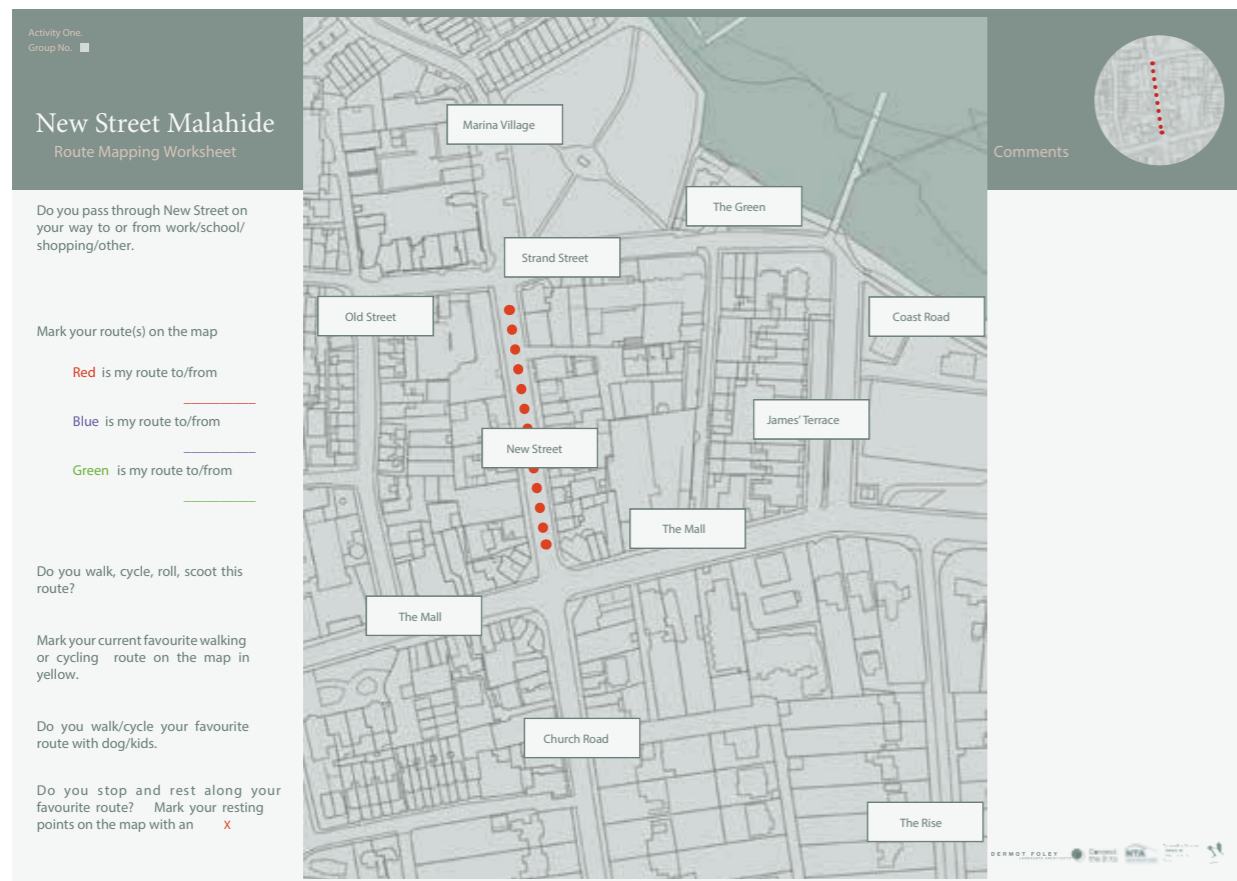 Activity One.
Group No.
New Street Malahide
Route Mapping Worksheet
Do you pass through New Street on
your way to or from work/school/
shopping/other.
Mark your route(s) on the map
Red is my route to/from
__________
Blue is my route to/from
__________
Green is my route to/from
__________
Do you walk, cycle, roll, scoot this
route?
Mark your current favourite walking
or cycling route on the map in
yellow.
Do you walk/cycle your favourite
route with dog/kids.
Do you stop and rest along your
favourite route? Mark your resting
points on the map with an X
Marina Village
The Green
Strand Street
Old Street
Coast Road
James' Terrace
New Street
The Mall
The Mall
Church Road
The Rise
Comments
DERMOT FOLEY
NTA